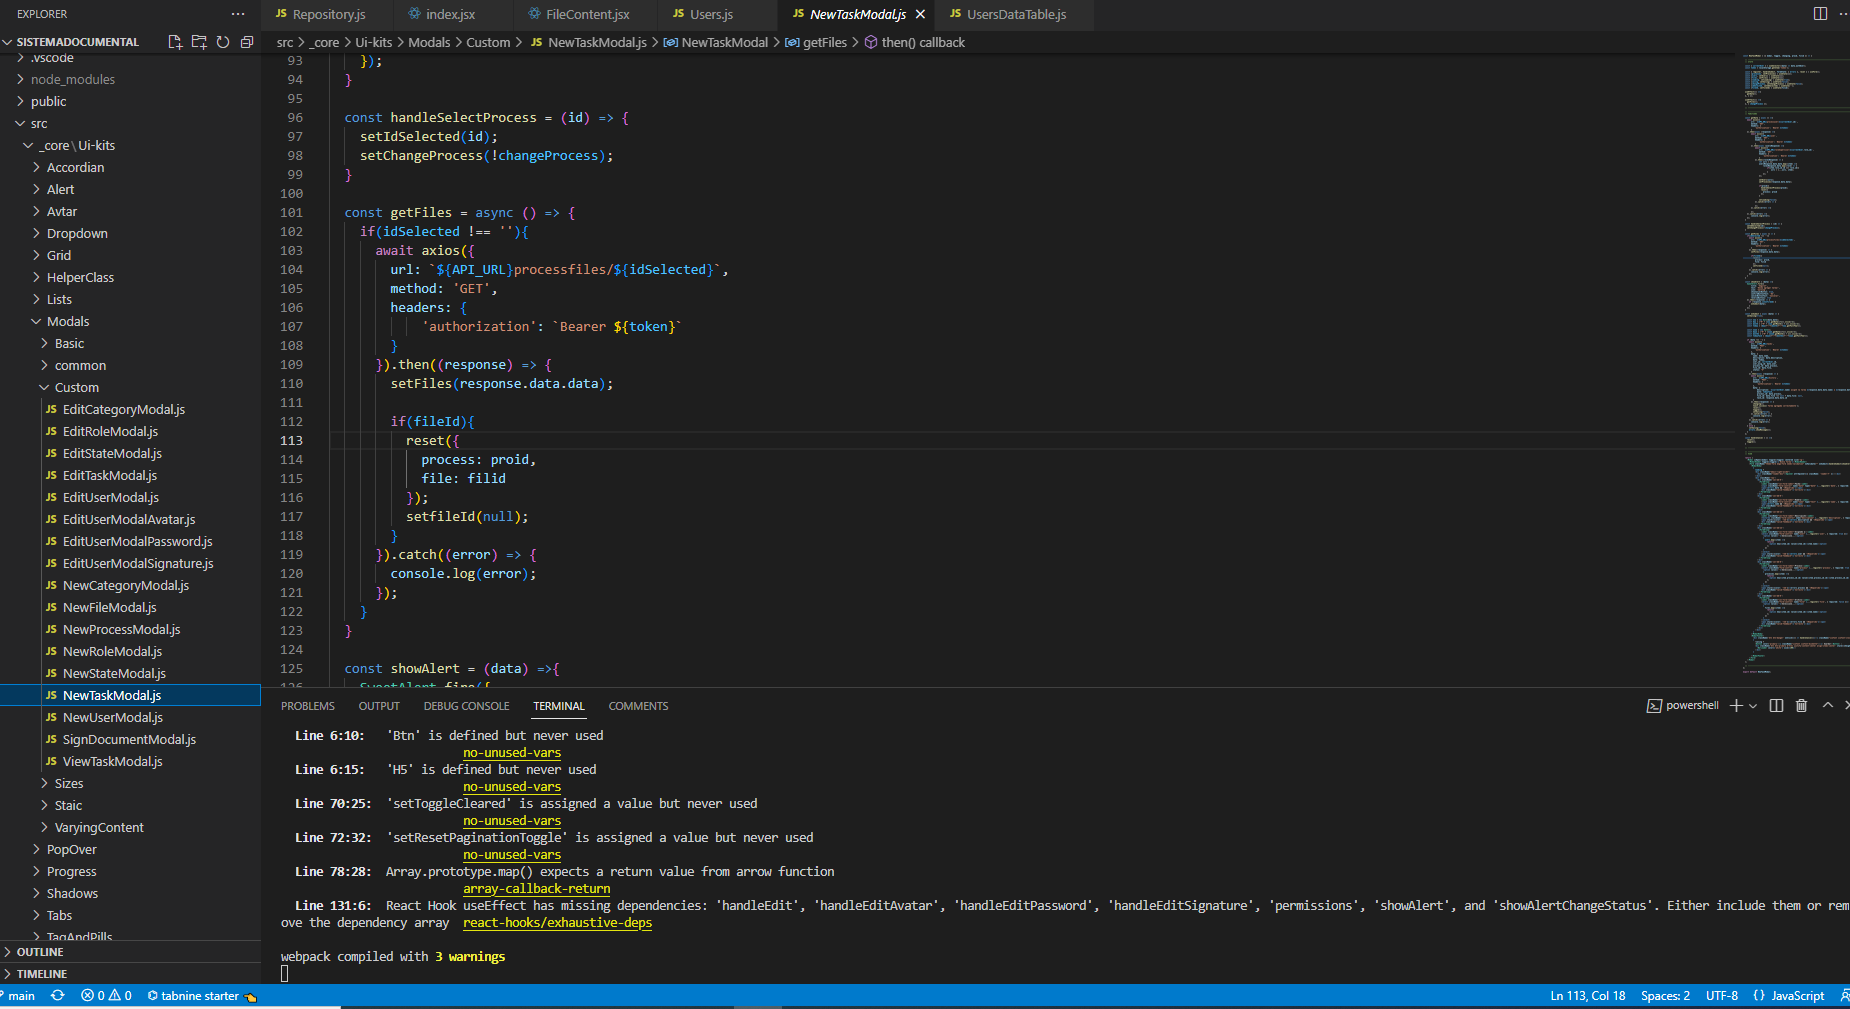 EXPLORER
SISTEMADOCUMENTAL
.vscode
node_modules
public
src
_core\Ui-kits
Accordian
Alert
Avtar
Dropdown
Grid
HelperClass
Lists
Modals
Basic
common
Custom
JS EditCategoryModal.js
JS EditRoleModal.js
JS EditStateModal.js
JS EditTaskModal.js
JS EditUserModal.js
JS EditUserModalAvatar.js
JS EditUserModalPassword.js
JS EditUserModalSignature.js
JS NewCategoryModal.js
JS NewFileModal.js
JS NewProcessModal.js
JS NewRoleModal.js
JS NewStateModal.js
JS NewTaskModal.js
JS NewUserModal.js
JS SignDocumentModal.js
JS ViewTaskModal.js
Sizes
Staic
VaryingContent
PopOver
Progress
Shadows
Tabs
TagAndPills
OUTLINE
TIMELINE
JS Repository.js
index.jsx
FileContent.jsx
JS Users.js
JS NewTaskModal.js
JS UsersDataTable.js
src > _core > Ui-kits > Modals > Custom > JS NewTaskModal.js > NewTaskModal > getFiles > then() callback
93 });
94 }
95
96 const handleSelectProcess = (id) => {
97 setIdSelected(id);
98 setChangeProcess(!changeProcess);
99 }
100
101 const getFiles = async () => {
102 if(idSelected !== ''){
103 await axios({
104 url: `${API_URL}processfiles/${idSelected}`,
105 method: 'GET',
106 headers: {
107 'authorization': `Bearer ${token}`
108 }
109 }).then((response) => {
110 setFiles(response.data.data);
111
112 if(fileId){
113 reset({
114 process: proid,
115 file: filid
116 });
117 setfileId(null);
118 }
119 }).catch((error) => {
120 console.log(error);
121 });
122 }
123 }
124
125 const showAlert = (data) =>{
126 SweetAlert.fire({
PROBLEMS OUTPUT DEBUG CONSOLE TERMINAL COMMENTS
powershell
Line 6:10: 'Btn' is defined but never used
no-unused-vars
Line 6:15: 'H5' is defined but never used
no-unused-vars
Line 70:25: 'setToggleCleared' is assigned a value but never used
no-unused-vars
Line 72:32: 'setResetPaginationToggle' is assigned a value but never used
no-unused-vars
Line 78:28: Array.prototype.map() expects a return value from arrow function
array-callback-return
Line 131:6: React Hook useEffect has missing dependencies: 'handleEdit', 'handleEditAvatar', 'handleEditPassword', 'handleEditSignature', 'permissions', 'showAlert', and 'showAlertChangeStatus'. Either include them or rem
ove the dependency array react-hooks/exhaustive-deps
webpack compiled with 3 warnings
main 0 0 tabnine starter
Ln 113, Col 18 Spaces: 2 UTF-8 {} JavaScript